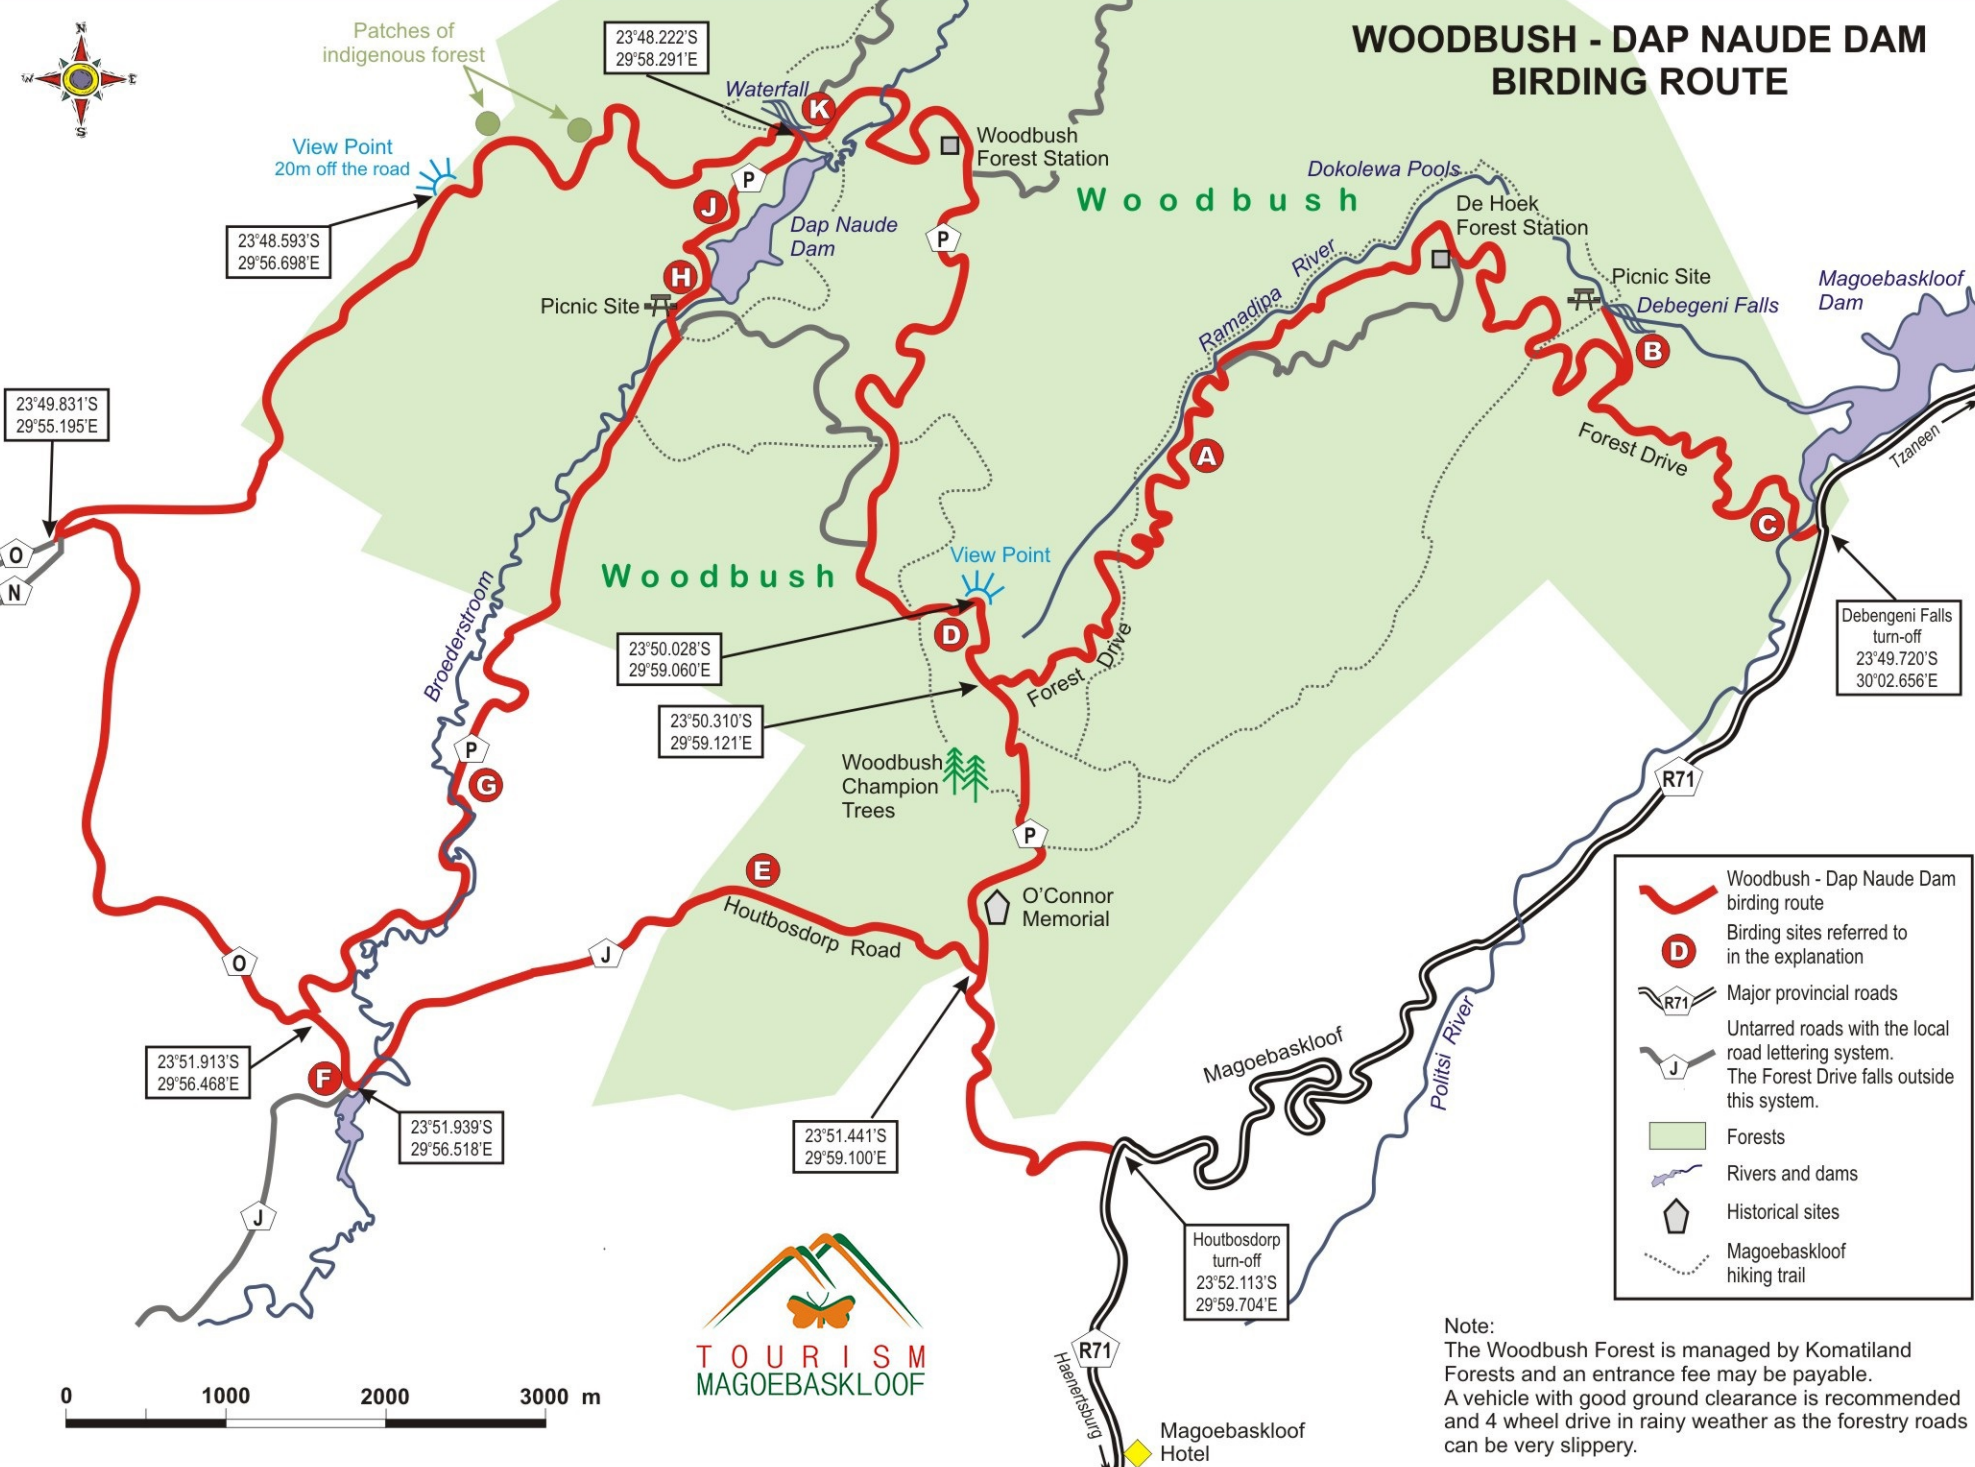 WOODBUSH - DAP NAUDE DAM
BIRDING ROUTE
N
W
E
S
Patches of
indigenous forest
23°48.222'S
29°58.291'E
Waterfall
K
View Point
20m off the road
Woodbush
Forest Station
Woodbush
Dokolewa Pools
De Hoek
Forest Station
P
J
23°48.593'S
29°56.698'E
Dap Naude
Dam
P
H
Picnic Site
Ramadipa River
Picnic Site
Debegeni Falls
B
Magoebaskloof
Dam
23°49.831'S
29°55.195'E
A
Forest Drive
Tzaneen
C
O
N
Woodbush
View Point
Broederstroom
D
23°50.028'S
29°59.060'E
Forest Drive
Debengeni Falls
turn-off
23°49.720'S
30°02.656'E
23°50.310'S
29°59.121'E
P
G
Woodbush
Champion
Trees
R71
P
E
Houtbosdorp Road
O'Connor
Memorial
J
O
23°51.913'S
29°56.468'E
F
23°51.939'S
29°56.518'E
23°51.441'S
29°59.100'E
Magoebaskloof
Politsi River
J
Houtbosdorp
turn-off
23°52.113'S
29°59.704'E
R71
Haenertsburg
Magoebaskloof
Hotel
TOURISM
MAGOEBASKLOOF
0 1000 2000 3000 m
Woodbush - Dap Naude Dam
birding route
D
Birding sites referred to
in the explanation
R71
Major provincial roads
J
Untarred roads with the local
road lettering system.
The Forest Drive falls outside
this system.
Forests
Rivers and dams
Historical sites
Magoebaskloof
hiking trail
Note:
The Woodbush Forest is managed by Komatiland
Forests and an entrance fee may be payable.
A vehicle with good ground clearance is recommended
and 4 wheel drive in rainy weather as the forestry roads
can be very slippery.